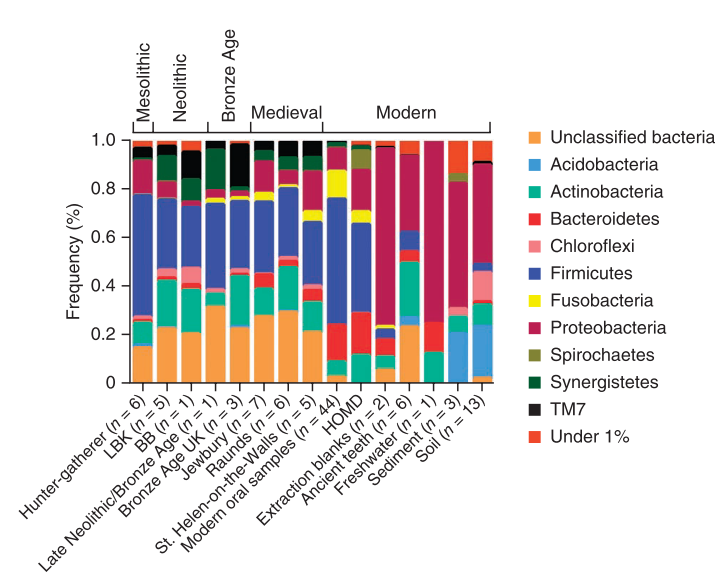 Mesolithic
Neolithic
Bronze Age
Medieval
Modern
Frequency (%)
1.0
0.8
0.6
0.4
0.2
0
Hunter-gatherer (n = 6)
LBK (n = 5)
BB (n = 1)
Late Neolithic/Bronze Age (n = 1)
Bronze Age UK (n = 3)
Jewbury (n = 7)
Raunds (n = 6)
St. Helen-on-the-Walls (n = 5)
Modern oral samples (n = 44)
HOMD
Extraction blanks (n = 2)
Ancient teeth (n = 6)
Freshwater (n = 1)
Sediment (n = 3)
Soil (n = 13)
Unclassified bacteria
Acidobacteria
Actinobacteria
Bacteroidetes
Chloroflexi
Firmicutes
Fusobacteria
Proteobacteria
Spirochaetes
Synergistetes
TM7
Under 1%